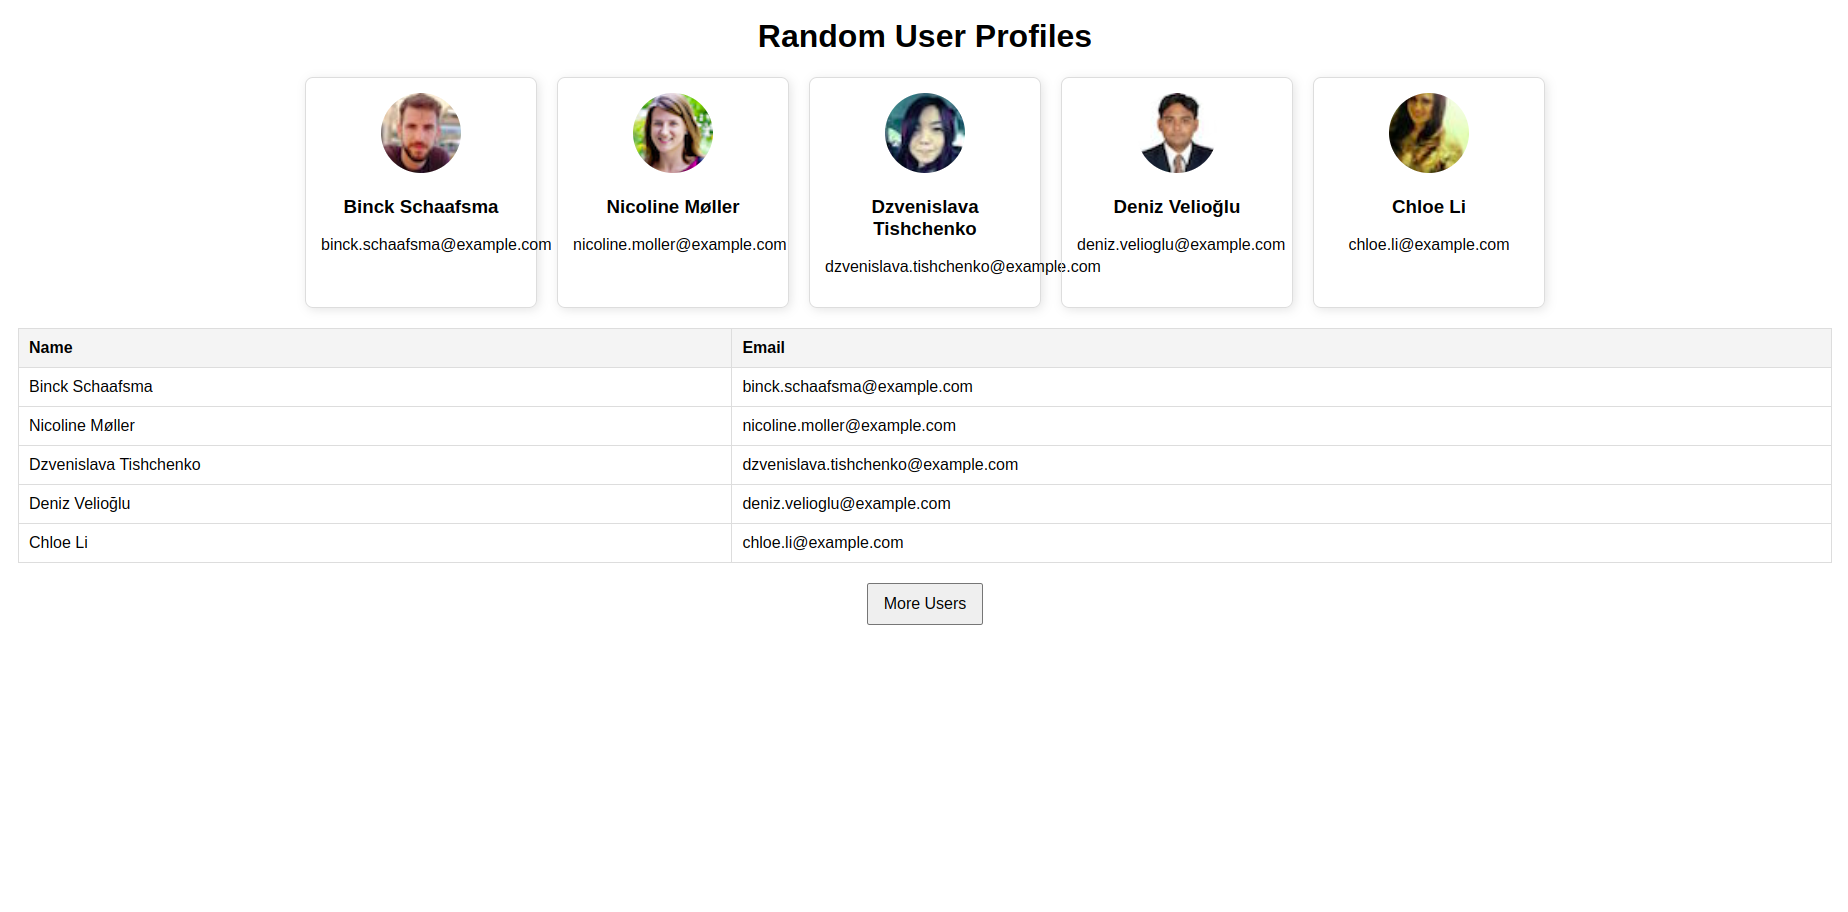 Random User Profiles
Binck Schaafsma
binck.schaafsma@example.com
Nicoline Møller
nicoline.moller@example.com
Dzvenislava
Tishchenko
dzvenislava.tishchenko@example.com
Deniz Velioğlu
deniz.velioglu@example.com
Chloe Li
chloe.li@example.com
Name Email
Binck Schaafsma binck.schaafsma@example.com
Nicoline Møller nicoline.moller@example.com
Dzvenislava Tishchenko dzvenislava.tishchenko@example.com
Deniz Velioğlu deniz.velioglu@example.com
Chloe Li chloe.li@example.com
More Users